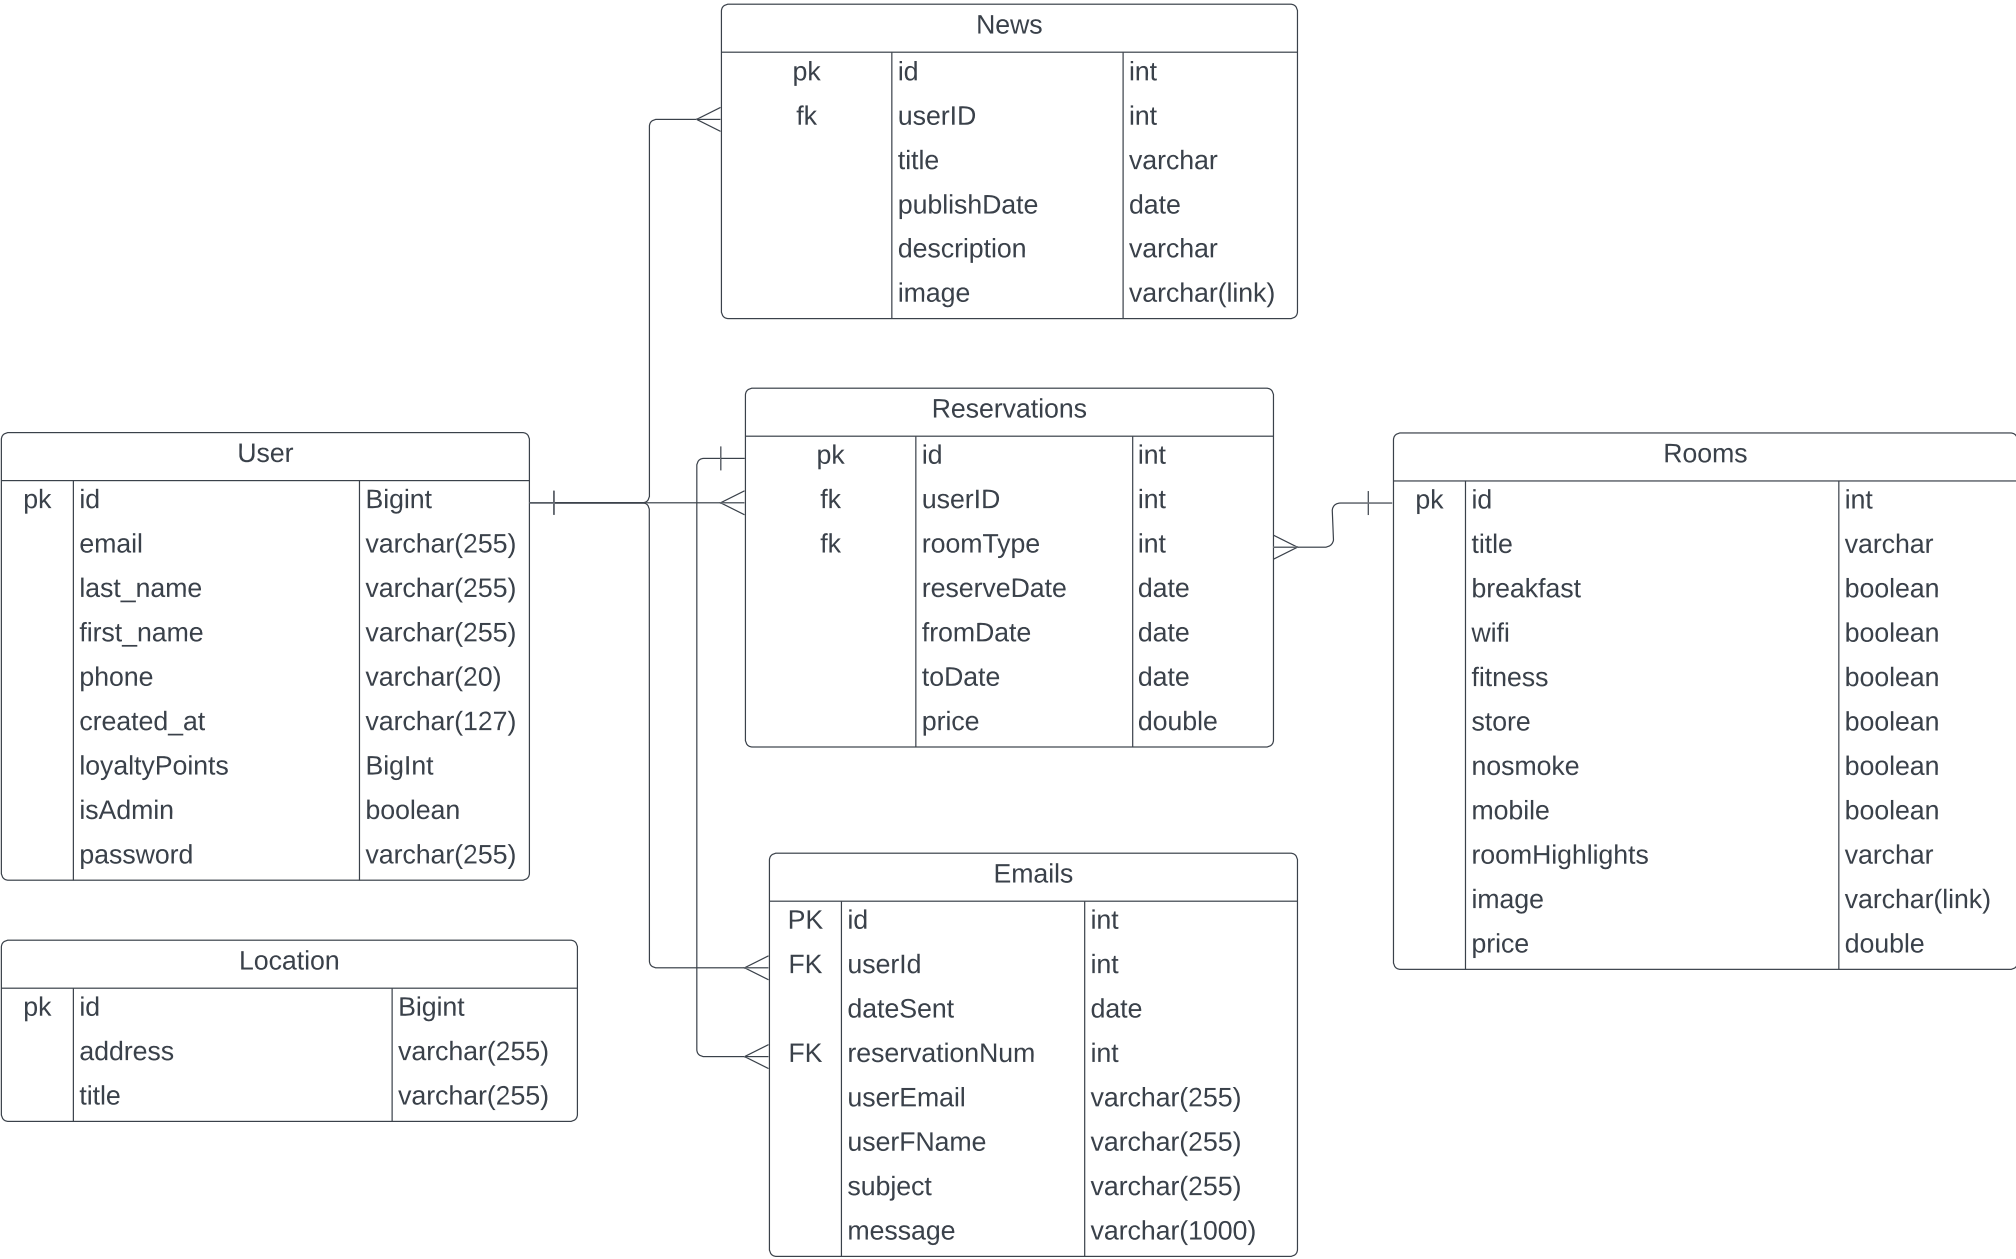 News
pk id int
fk userID int
title varchar
publishDate date
description varchar
image varchar(link)
Reservations
pk id int
fk userID int
fk roomType int
reserveDate date
fromDate date
toDate date
price double
User
pk id Bigint
email varchar(255)
last_name varchar(255)
first_name varchar(255)
phone varchar(20)
created_at varchar(127)
loyaltyPoints BigInt
isAdmin boolean
password varchar(255)
Rooms
pk id int
title varchar
breakfast boolean
wifi boolean
fitness boolean
store boolean
nosmoke boolean
mobile boolean
roomHighlights varchar
image varchar(link)
price double
Emails
PK id int
FK userId int
dateSent date
FK reservationNum int
userEmail varchar(255)
userFName varchar(255)
subject varchar(255)
message varchar(1000)
Location
pk id Bigint
address varchar(255)
title varchar(255)